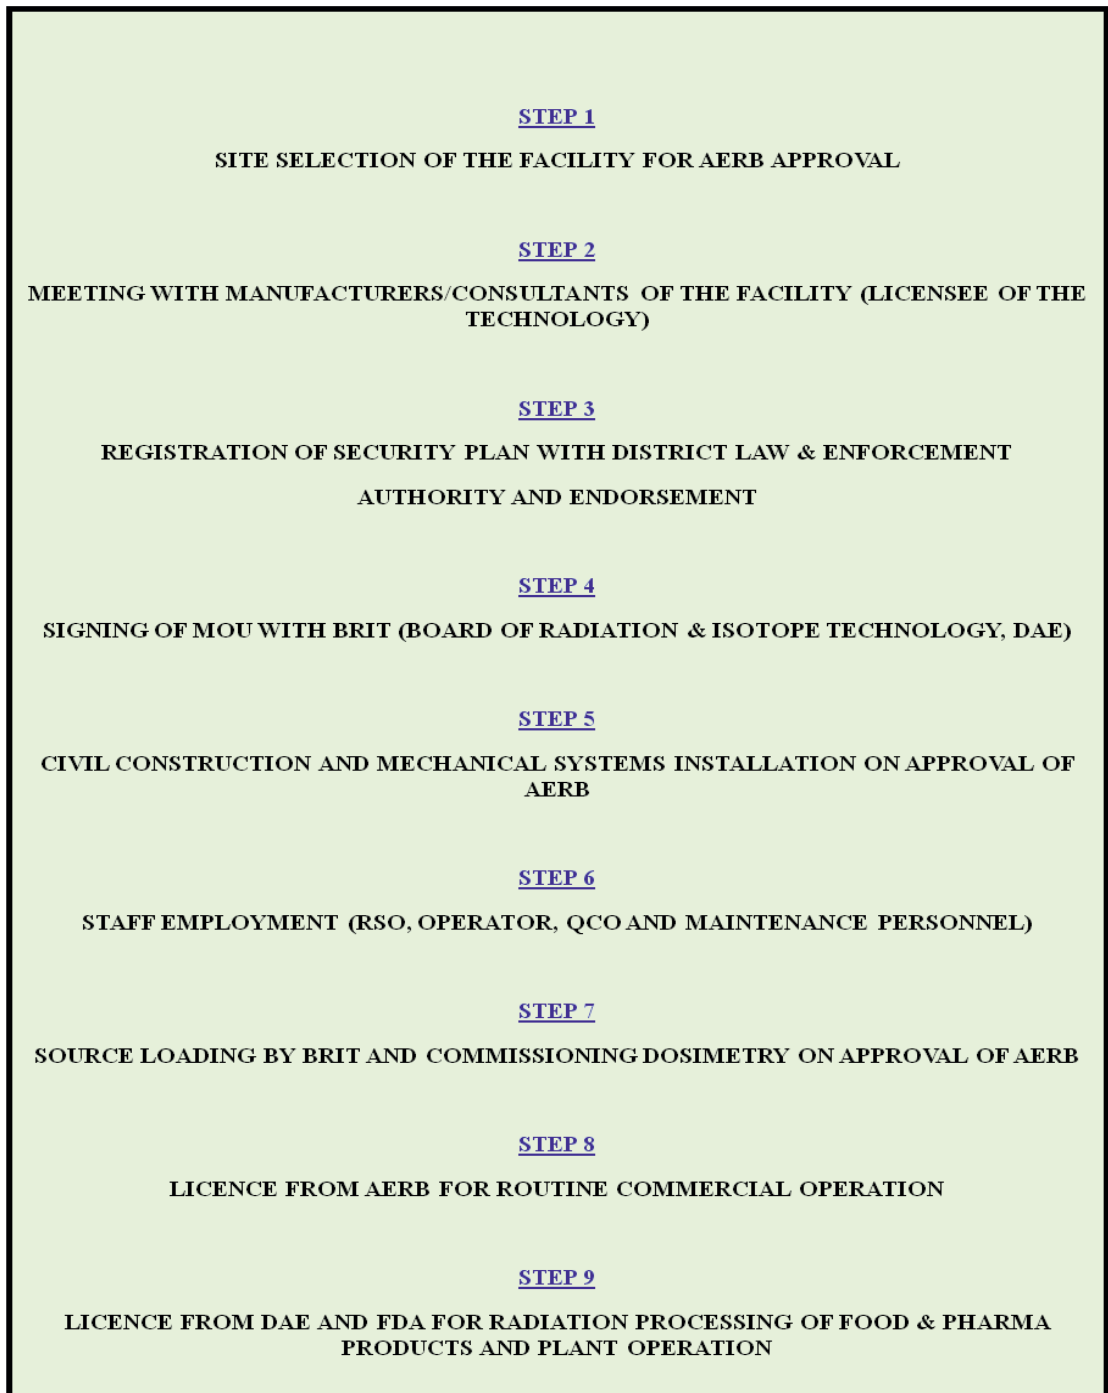 STEP 1
SITE SELECTION OF THE FACILITY FOR AERB APPROVAL
STEP 2
MEETING WITH MANUFACTURERS/CONSULTANTS OF THE FACILITY (LICENSEE OF THE
TECHNOLOGY)
STEP 3
REGISTRATION OF SECURITY PLAN WITH DISTRICT LAW & ENFORCEMENT
AUTHORITY AND ENDORSEMENT
STEP 4
SIGNING OF MOU WITH BRIT (BOARD OF RADIATION & ISOTOPE TECHNOLOGY, DAE)
STEP 5
CIVIL CONSTRUCTION AND MECHANICAL SYSTEMS INSTALLATION ON APPROVAL OF
AERB
STEP 6
STAFF EMPLOYMENT (RSO, OPERATOR, QCO AND MAINTENANCE PERSONNEL)
STEP 7
SOURCE LOADING BY BRIT AND COMMISSIONING DOSIMETRY ON APPROVAL OF AERB
STEP 8
LICENCE FROM AERB FOR ROUTINE COMMERCIAL OPERATION
STEP 9
LICENCE FROM DAE AND FDA FOR RADIATION PROCESSING OF FOOD & PHARMA
PRODUCTS AND PLANT OPERATION